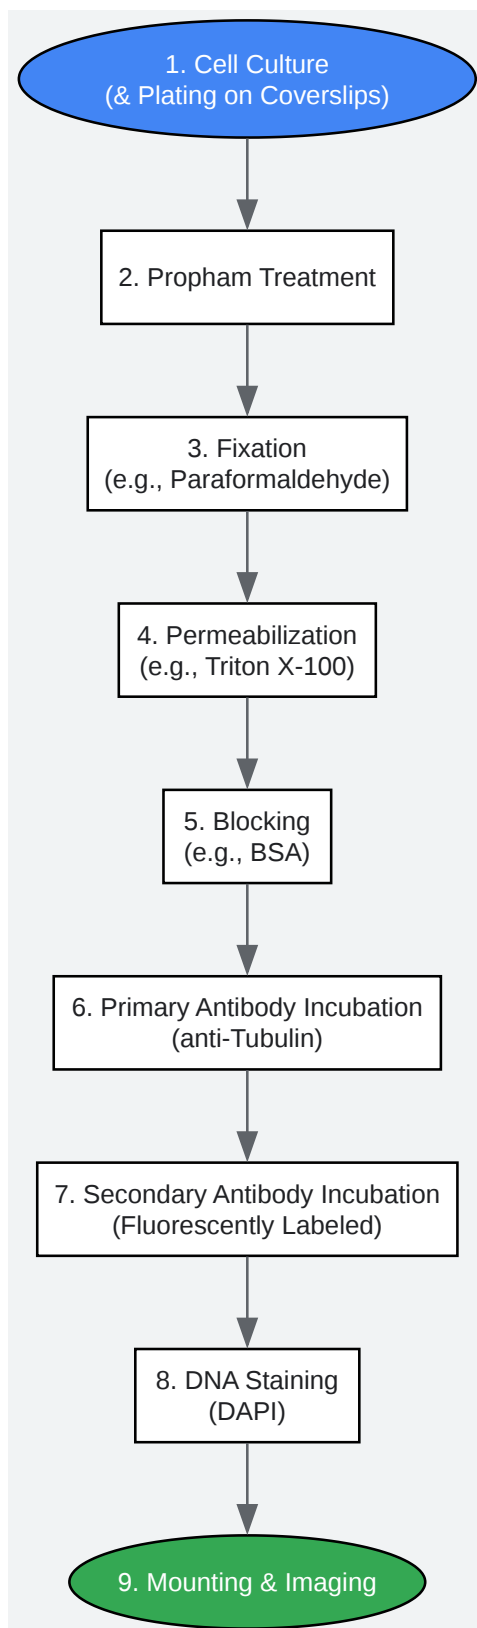 1. Cell Culture
(& Plating on Coverslips)
2. Propham Treatment
3. Fixation
(e.g., Paraformaldehyde)
4. Permeabilization
(e.g., Triton X-100)
5. Blocking
(e.g., BSA)
6. Primary Antibody Incubation
(anti-Tubulin)
7. Secondary Antibody Incubation
(Fluorescently Labeled)
8. DNA Staining
(DAPI)
9. Mounting & Imaging